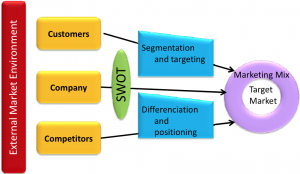 External Market Environment
Customers
Company
Competitors
SWOT
Segmentation
and targeting
Differenciation
and
positioning
Marketing Mix
Target
Market